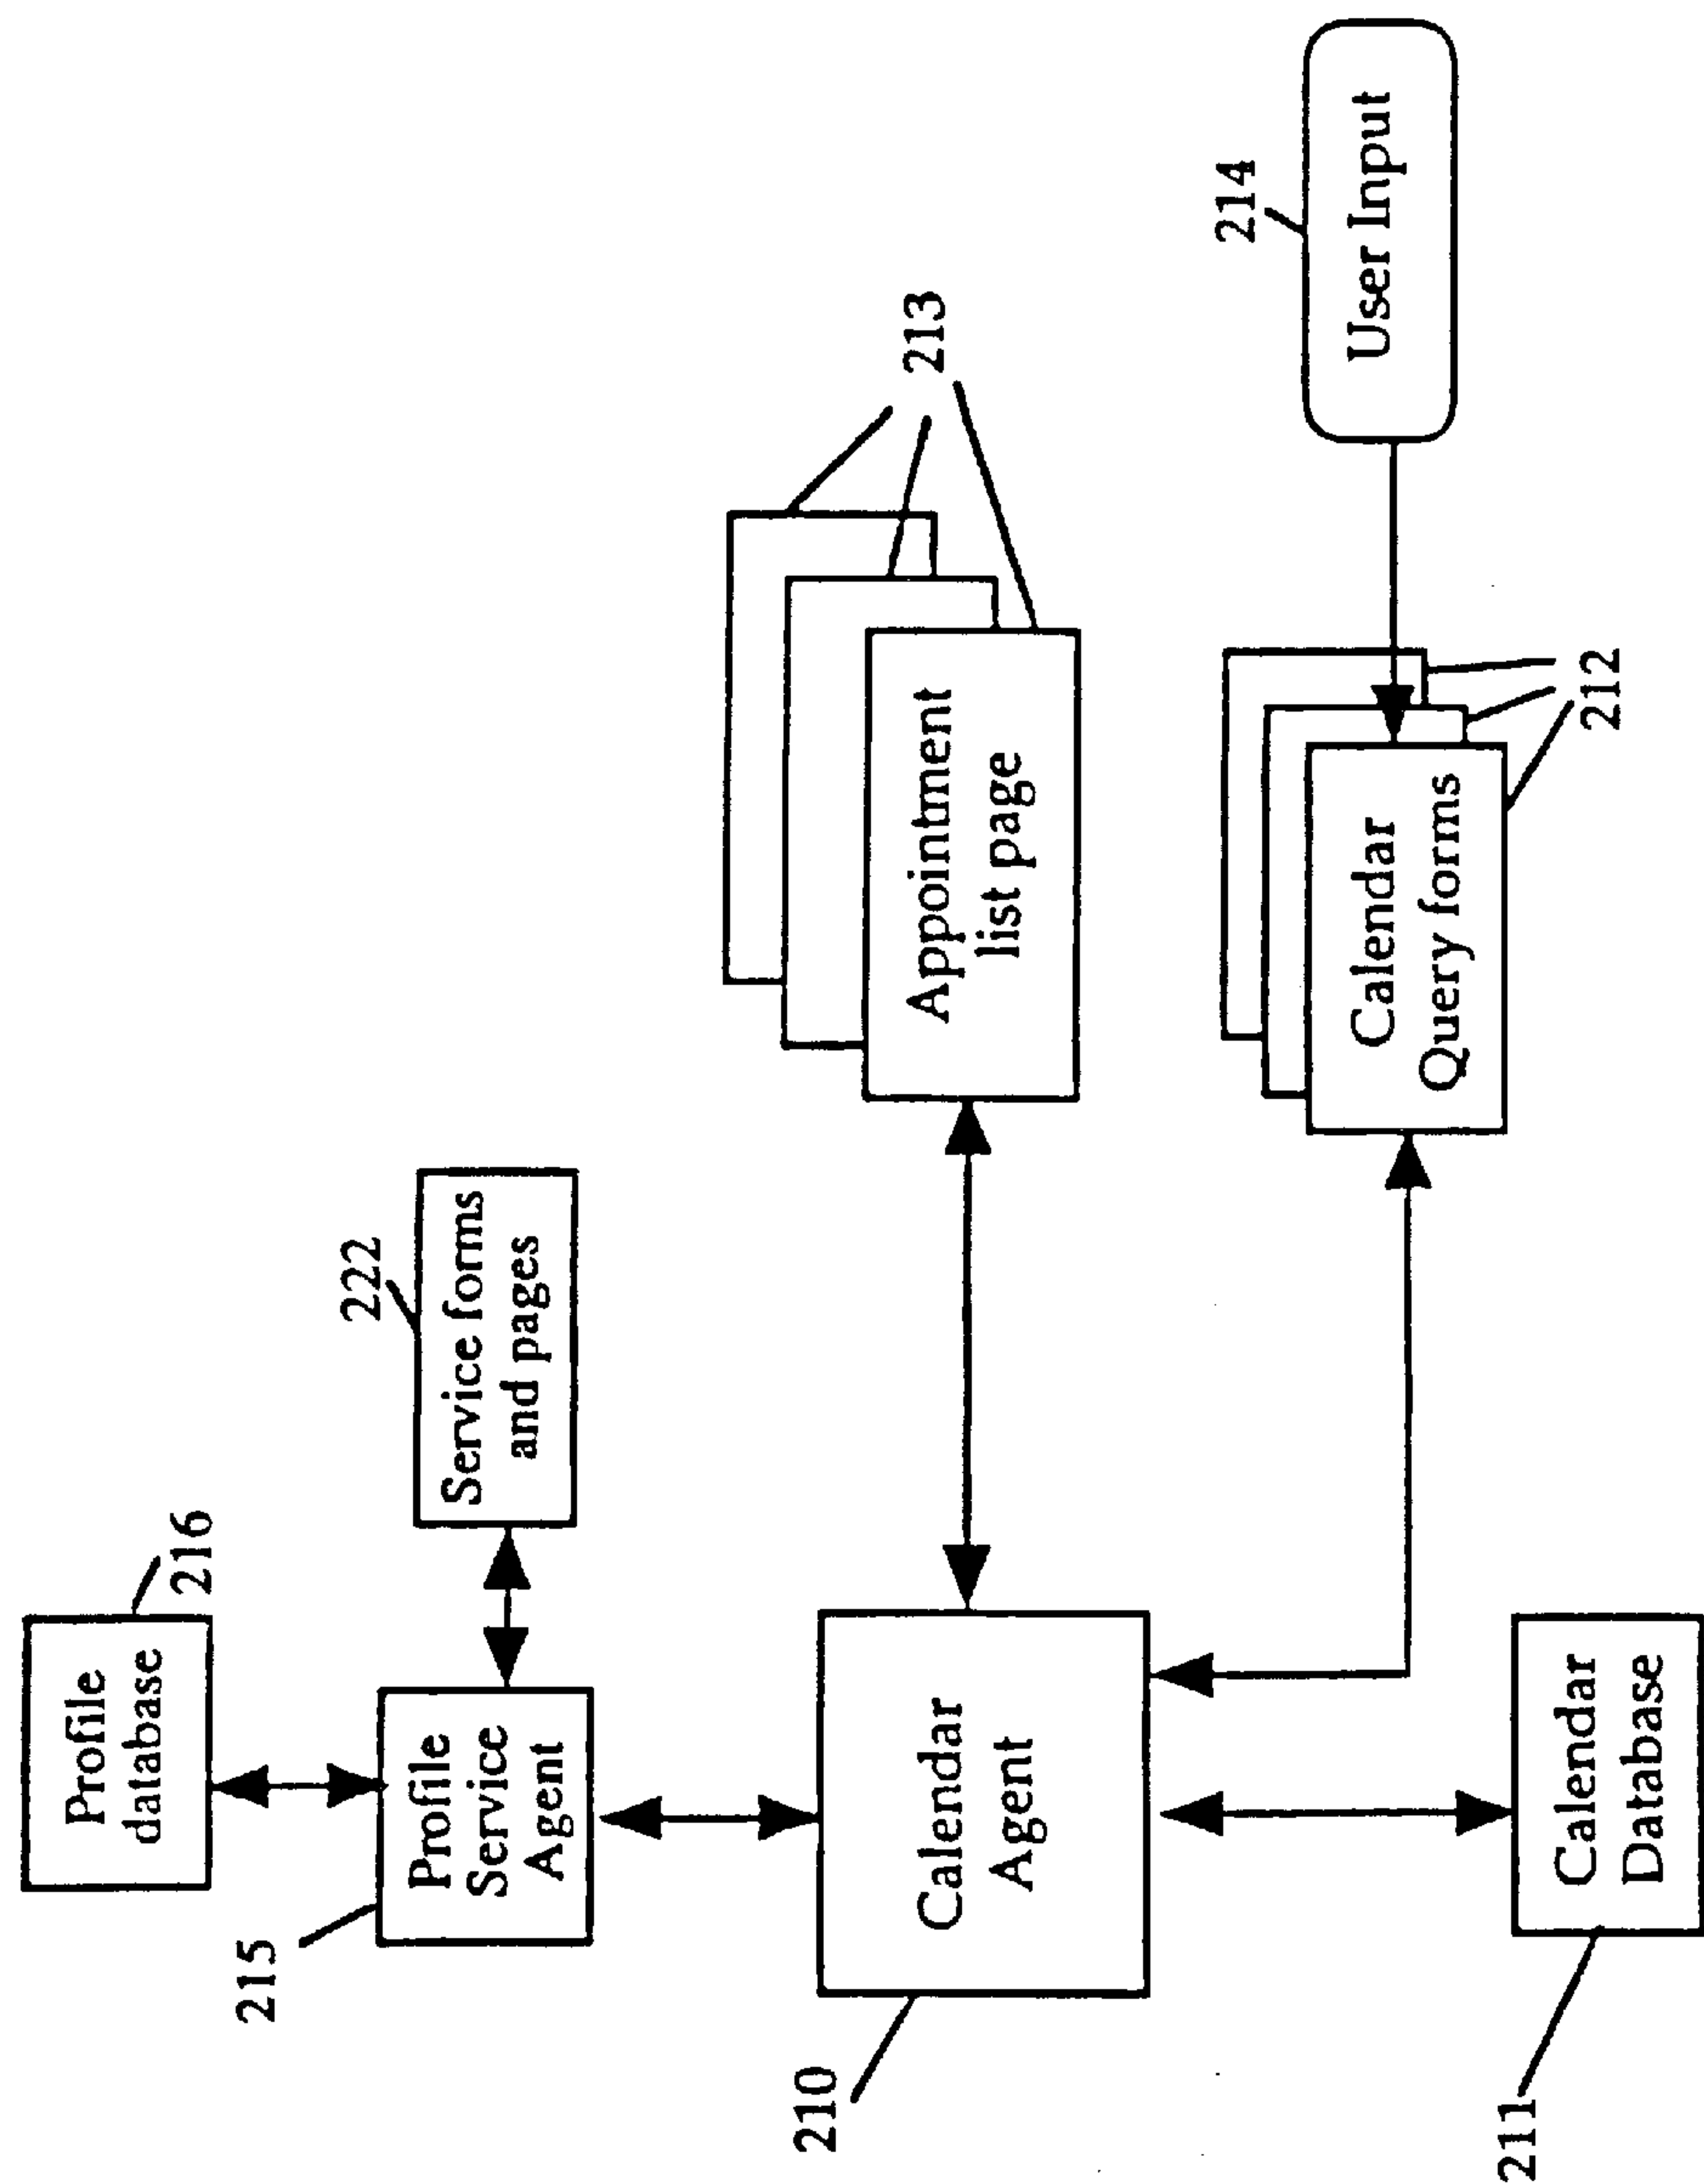 216
Profile
database
222
Service forms
and pages
215
Profile
Service
Agent
213
Appointment
list page
210
Calendar
Agent
214
User Input
Calendar
Query forms
212
211
Calendar
Database